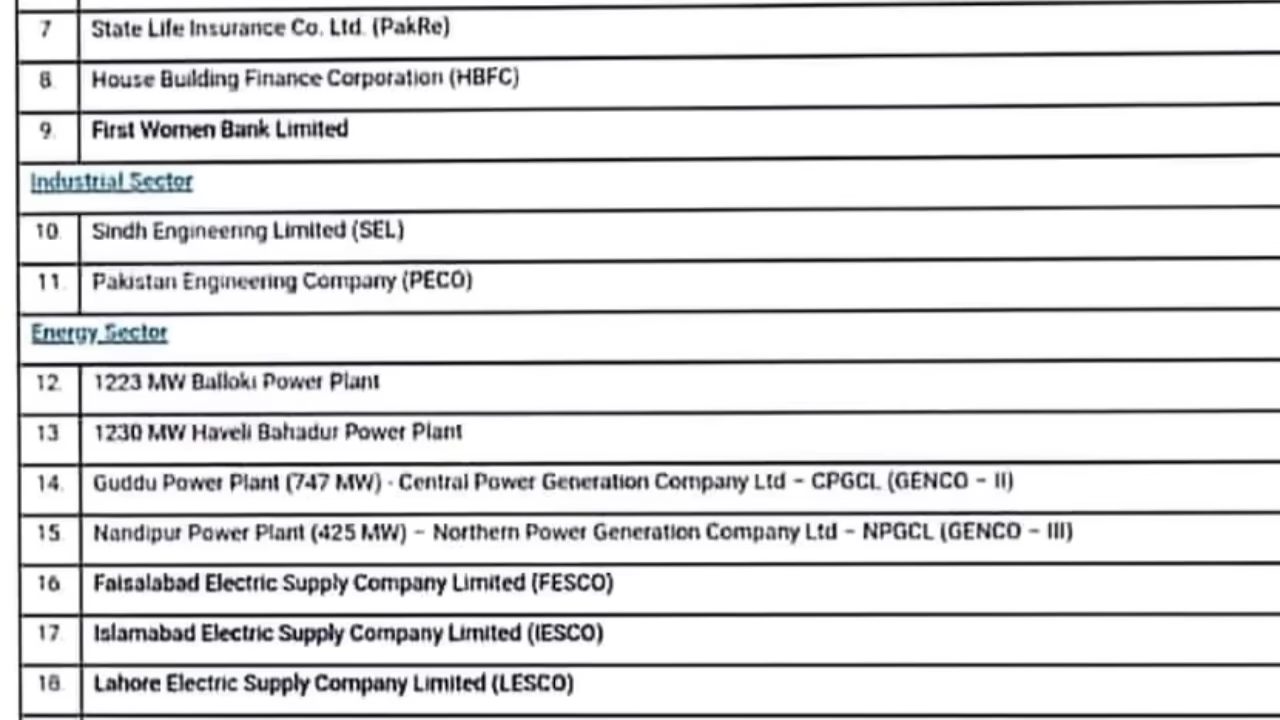 7 State Life Insurance Co. Ltd. (PakRe)
8. House Building Finance Corporation (HBFC)
9. First Women Bank Limited
Industrial Sector
10. Sindh Engineering Limited (SEL)
11. Pakistan Engineering Company (PECO)
Energy Sector
12. 1223 MW Balloki Power Plant
13 1230 MW Haveli Bahadur Power Plant
14. Guddu Power Plant (747 MW) - Central Power Generation Company Ltd – CPGCL (GENCO – II)
15. Nandipur Power Plant (425 MW) – Northern Power Generation Company Ltd – NPGCL (GENCO – III)
16. Faisalabad Electric Supply Company Limited (FESCO)
17. Islamabad Electric Supply Company Limited (IESCO)
18. Lahore Electric Supply Company Limited (LESCO)